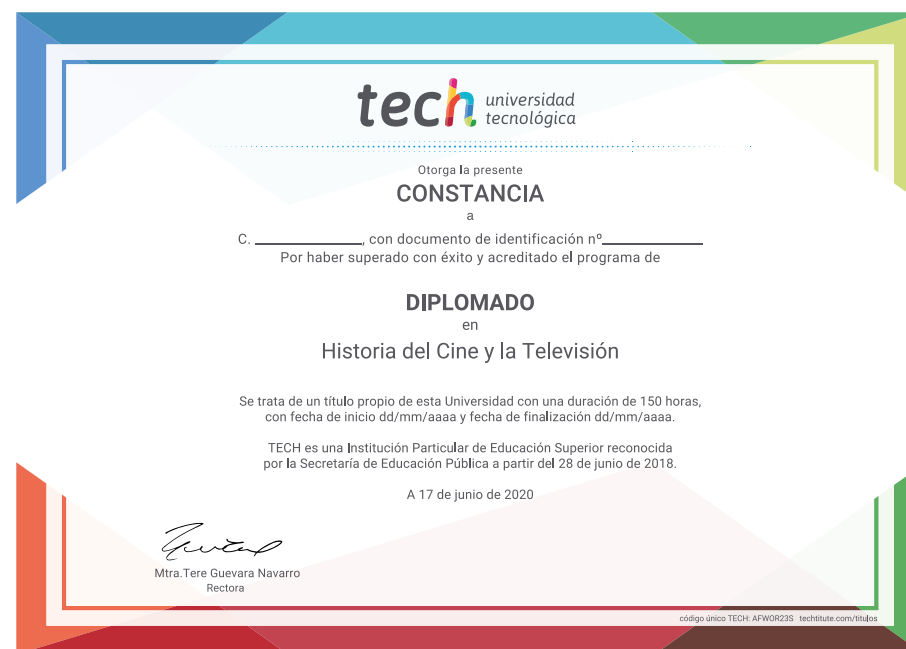 tech universidad
tecnológica
Otorga la presente
CONSTANCIA
a
C. ______________, con documento de identificación nº_____________
Por haber superado con éxito y acreditado el programa de
DIPLOMADO
en
Historia del Cine y la Televisión
Se trata de un título propio de esta Universidad con una duración de 150 horas,
con fecha de inicio dd/mm/aaaa y fecha de finalización dd/mm/aaaa.
TECH es una Institución Particular de Educación Superior reconocida
por la Secretaría de Educación Pública a partir del 28 de junio de 2018.
A 17 de junio de 2020
Mtra.Tere Guevara Navarro
Rectora
código único TECH: AFWOR23S techtitute.com/titulos